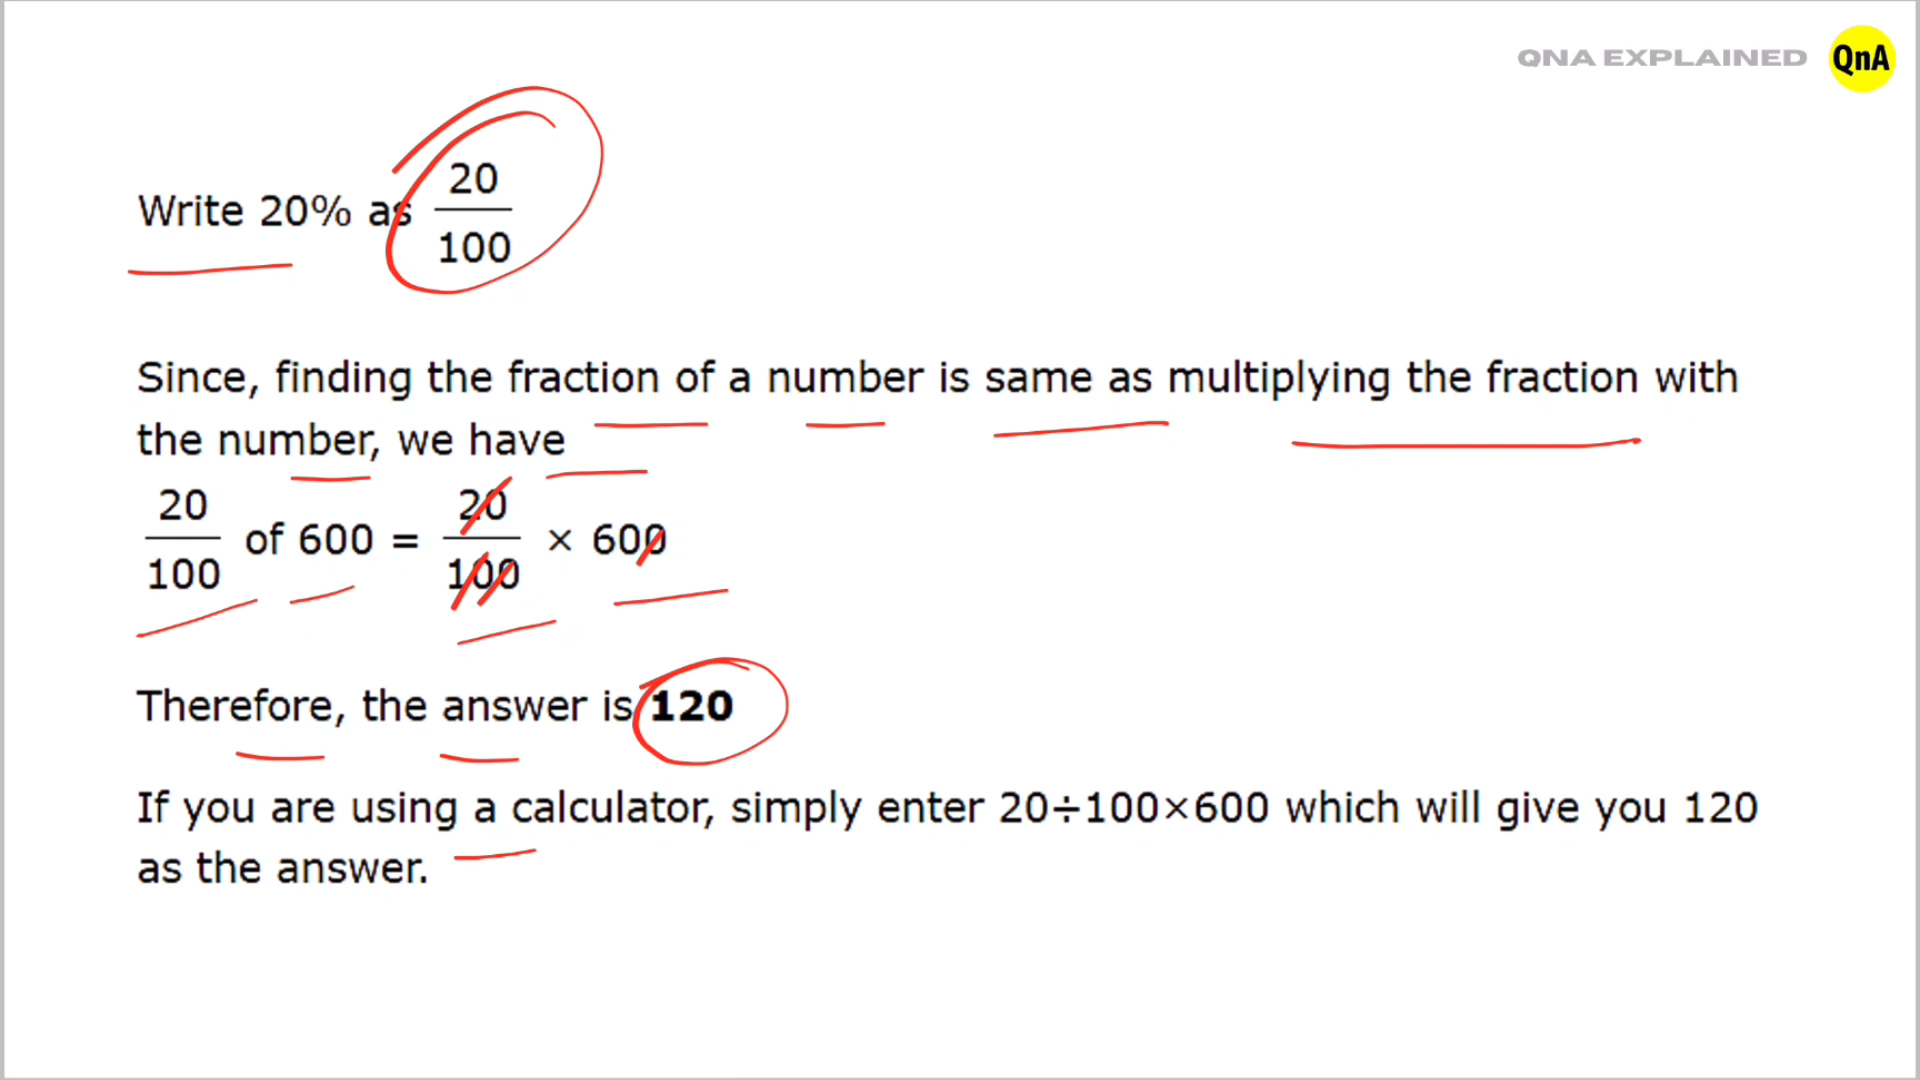 QNA EXPLAINED QnA
Write 20% as 20/100
Since, finding the fraction of a number is same as multiplying the fraction with
the number, we have
20/100 of 600 = 20/100 × 600
Therefore, the answer is 120
If you are using a calculator, simply enter 20÷100×600 which will give you 120
as the answer.